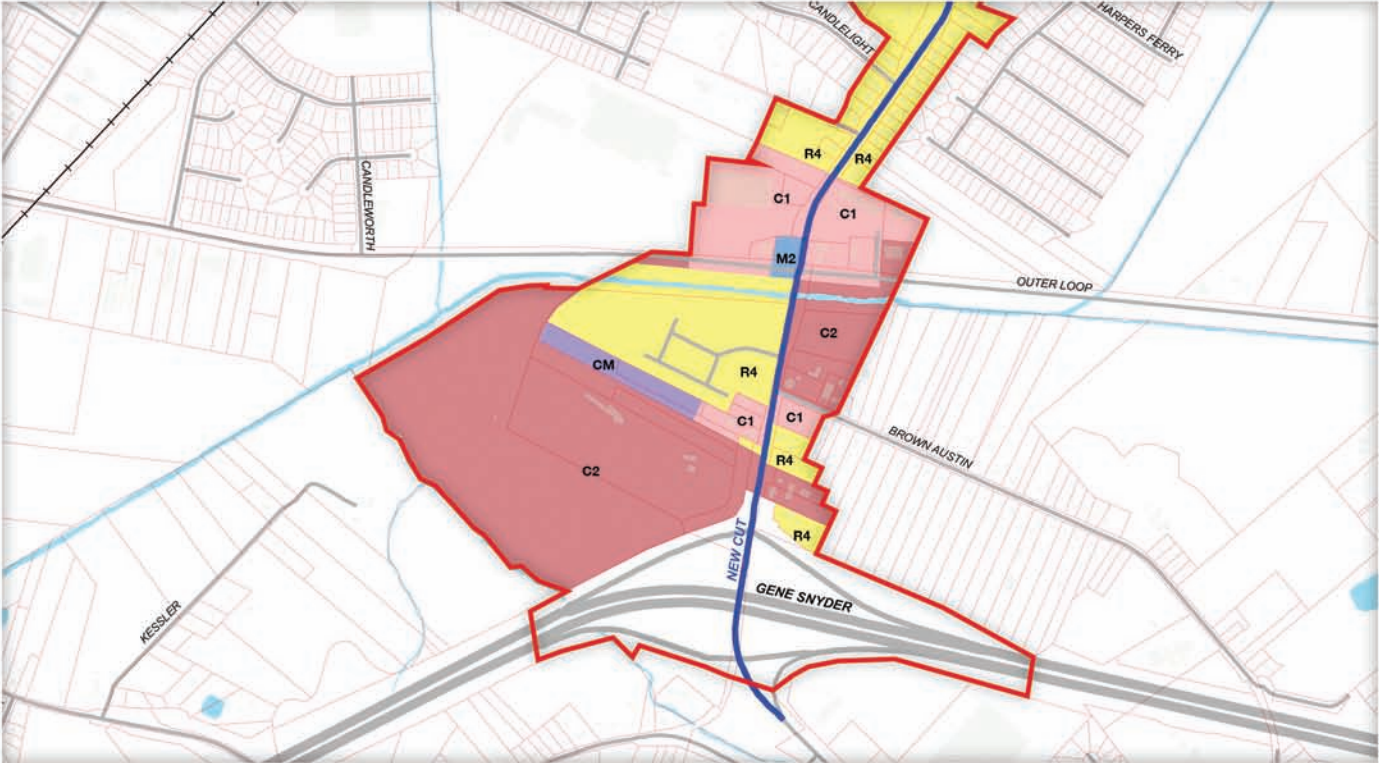 CANDLELIGHT
HARPERS FERRY
R4
R4
CANDLEWORTH
C1
C1
M2
OUTER LOOP
C2
CM
R4
C1
C1
BROWN AUSTIN
R4
C2
R4
NEW CUT
GENE SNYDER
KESSLER